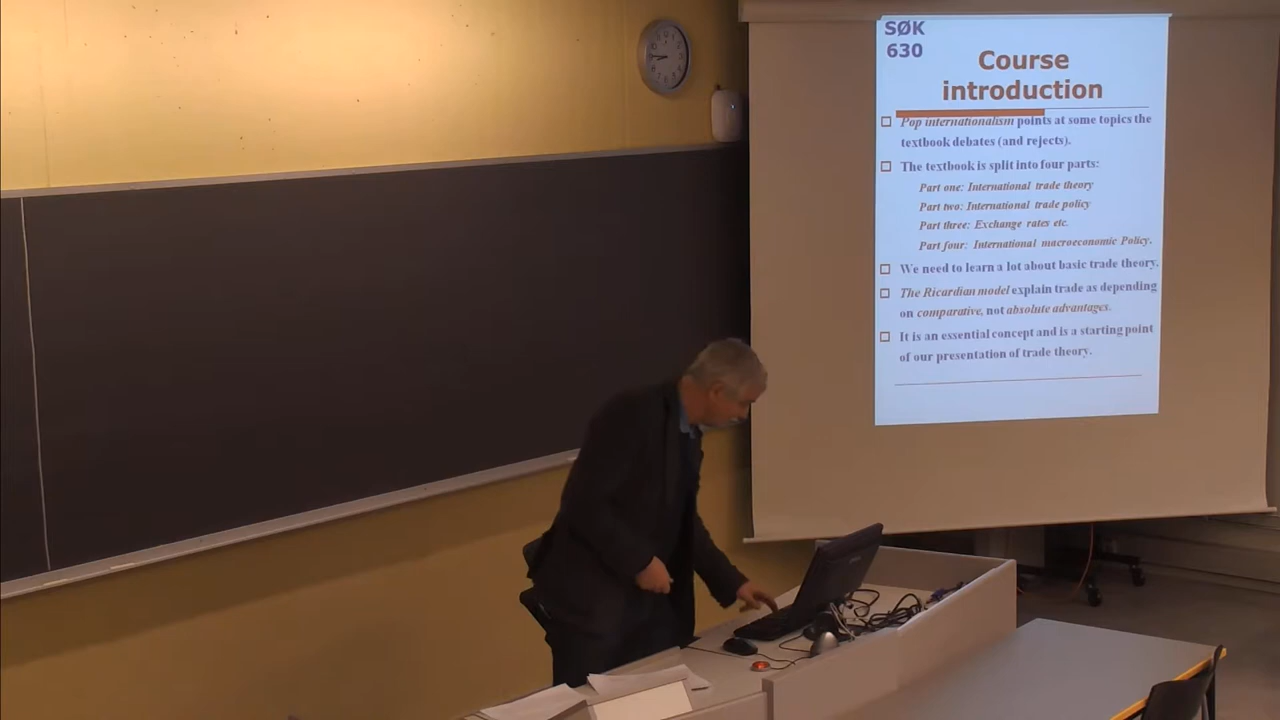 SØK
630
Course
introduction
Pop internationalism points at some topics the
textbook debates (and rejects).
The textbook is split into four parts:
Part one: International trade theory
Part two: International trade policy
Part three: Exchange rates etc.
Part four: International macroeconomic Policy.
We need to learn a lot about basic trade theory.
The Ricardian model explain trade as depending
on comparative, not absolute advantages.
It is an essential concept and is a starting point
of our presentation of trade theory.